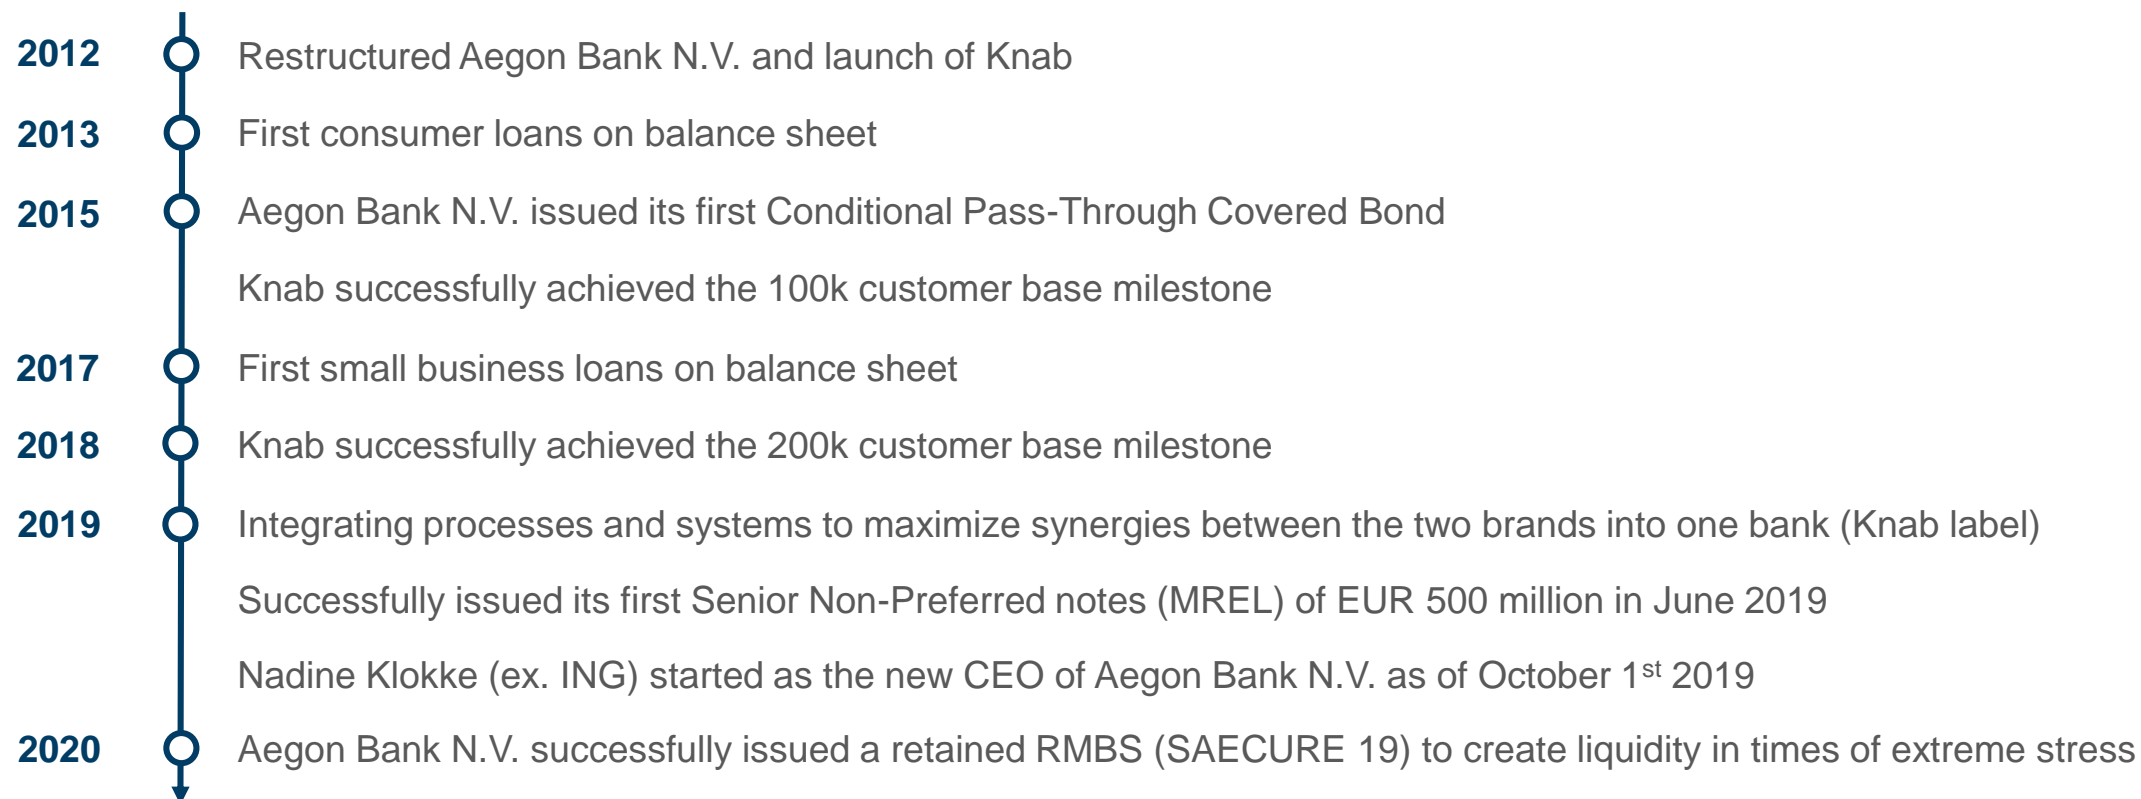 2012 Restructured Aegon Bank N.V. and launch of Knab
2013 First consumer loans on balance sheet
2015 Aegon Bank N.V. issued its first Conditional Pass-Through Covered Bond
Knab successfully achieved the 100k customer base milestone
2017 First small business loans on balance sheet
2018 Knab successfully achieved the 200k customer base milestone
2019 Integrating processes and systems to maximize synergies between the two brands into one bank (Knab label)
Successfully issued its first Senior Non-Preferred notes (MREL) of EUR 500 million in June 2019
Nadine Klokke (ex. ING) started as the new CEO of Aegon Bank N.V. as of October 1st 2019
2020 Aegon Bank N.V. successfully issued a retained RMBS (SAECURE 19) to create liquidity in times of extreme stress